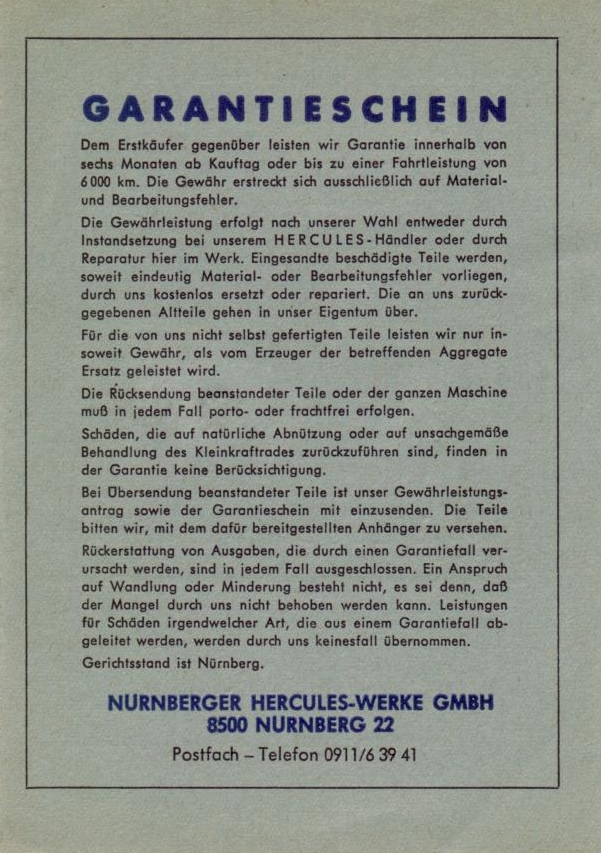 GARANTIESCHEIN
Dem Erstkäufer gegenüber leisten wir Garantie innerhalb von
sechs Monaten ab Kauftag oder bis zu einer Fahrtleistung von
6000 km. Die Gewähr erstreckt sich ausschließlich auf Material-
und Bearbeitungsfehler.
Die Gewährleistung erfolgt nach unserer Wahl entweder durch
Instandsetzung bei unserem HERCULES-Händler oder durch
Reparatur hier im Werk. Eingesandte beschädigte Teile werden,
soweit eindeutig Material- oder Bearbeitungsfehler vorliegen,
durch uns kostenlos ersetzt oder repariert. Die an uns zurück-
gegebenen Altteile gehen in unser Eigentum über.
Für die von uns nicht selbst gefertigten Teile leisten wir nur in-
soweit Gewähr, als vom Erzeuger der betreffenden Aggregate
Ersatz geleistet wird.
Die Rücksendung beanstandeter Teile oder der ganzen Maschine
muß in jedem Fall porto- oder frachtfrei erfolgen.
Schäden, die auf natürliche Abnützung oder auf unsachgemäße
Behandlung des Kleinkraftrades zurückzuführen sind, finden in
der Garantie keine Berücksichtigung.
Bei Übersendung beanstandeter Teile ist unser Gewährleistungs-
antrag sowie der Garantieschein mit einzusenden. Die Teile
bitten wir, mit dem dafür bereitgestellten Anhänger zu versehen.
Rückerstattung von Ausgaben, die durch einen Garantiefall ver-
ursacht werden, sind in jedem Fall ausgeschlossen. Ein Anspruch
auf Wandlung oder Minderung besteht nicht, es sei denn, daß
der Mangel durch uns nicht behoben werden kann. Leistungen
für Schäden irgendwelcher Art, die aus einem Garantiefall ab-
geleitet werden, werden durch uns keinesfall übernommen.
Gerichtsstand ist Nürnberg.
NÜRNBERGER HERCULES-WERKE GMBH
8500 NÜRNBERG 22
Postfach – Telefon 0911/6 39 41